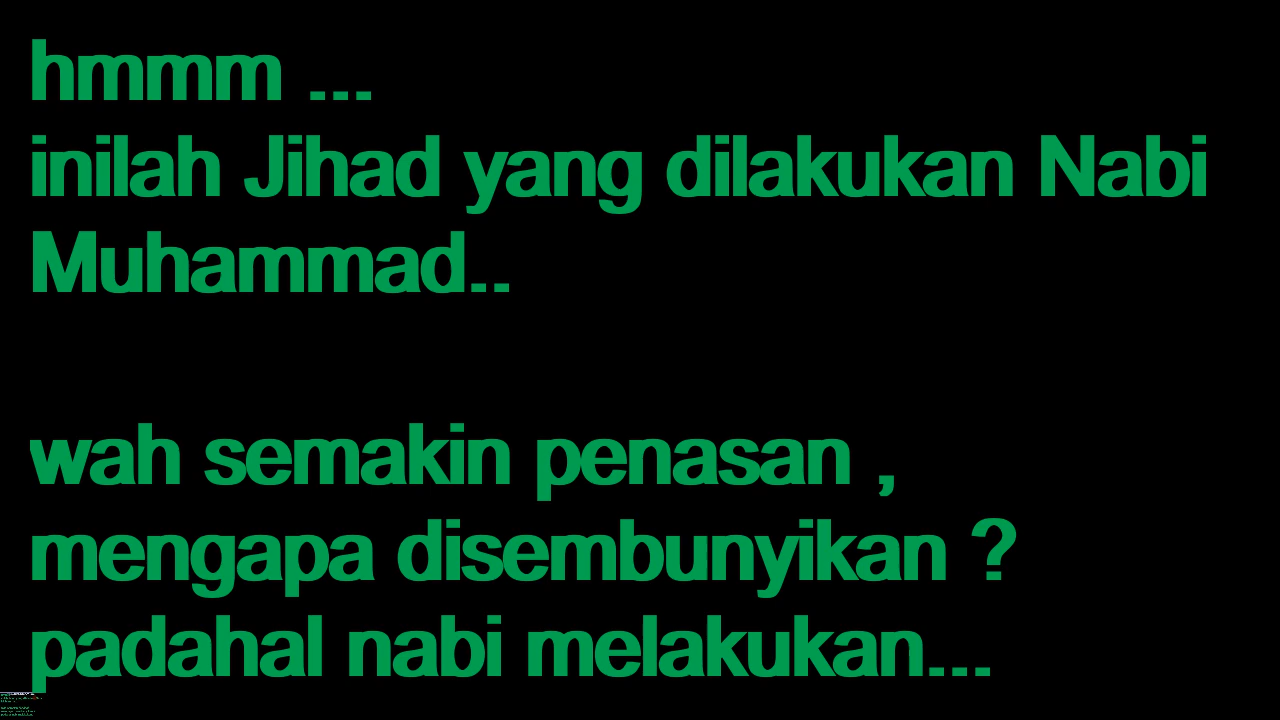 hmmm ...
inilah Jihad yang dilakukan Nabi
Muhammad..
wah semakin penasan ,
mengapa disembunyikan ?
padahal nabi melakukan...